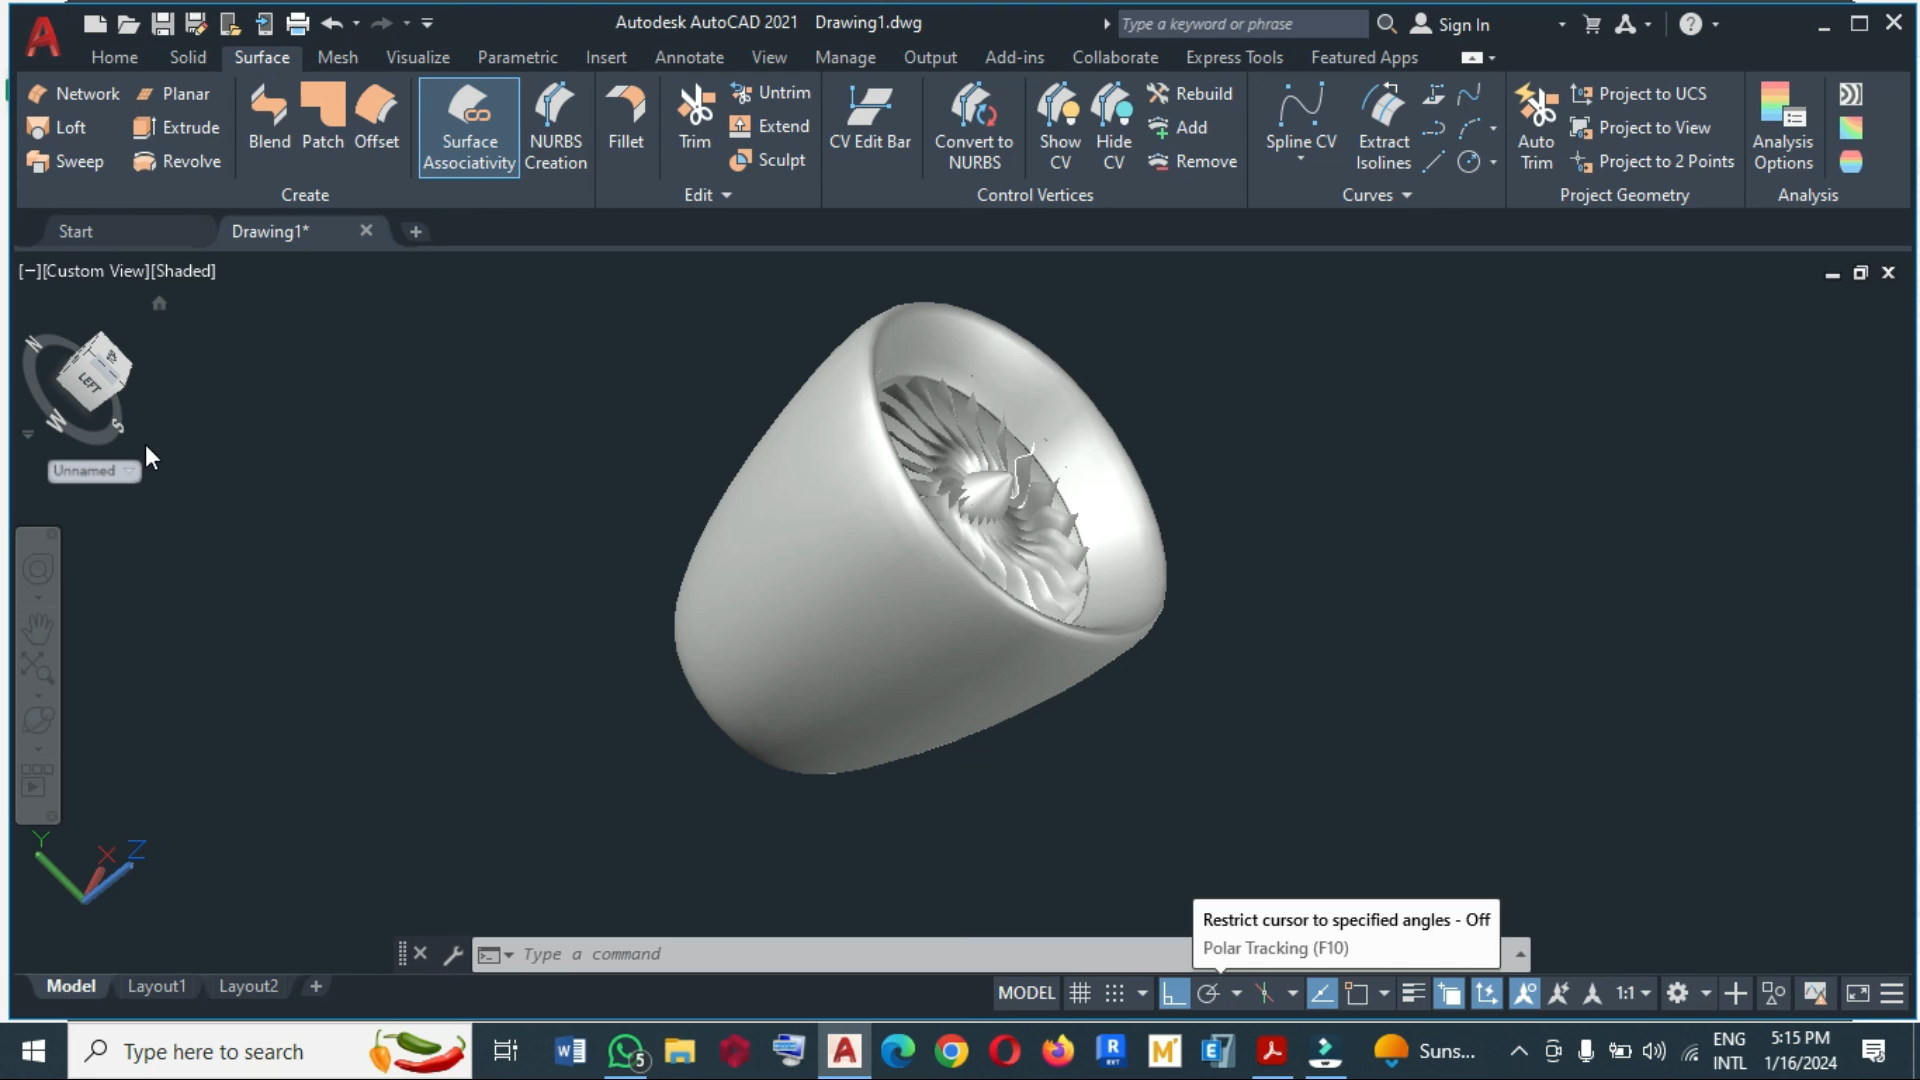 Autodesk AutoCAD 2021 Drawing1.dwg
Type a keyword or phrase
Sign In
Home Solid Surface Mesh Visualize Parametric Insert Annotate View Manage Output Add-ins Collaborate Express Tools Featured Apps
Network Planar
Loft Extrude
Sweep Revolve
Blend Patch Offset
Surface Associativity
NURBS Creation
Fillet
Trim
Untrim
Extend
Sculpt
CV Edit Bar
Convert to NURBS
Show CV
Hide CV
Rebuild
Add
Remove
Spline CV
Extract Isolines
Auto Trim
Project to UCS
Project to View
Project to 2 Points
Analysis Options
Create Edit Control Vertices Curves Project Geometry Analysis
Start Drawing1*
[−][Custom View][Shaded]
N
LEFT
W
S
Unnamed
Y X Z
Restrict cursor to specified angles - Off
Polar Tracking (F10)
Type a command
Model Layout1 Layout2
MODEL 1:1
Type here to search
5
Suns...
ENG
INTL
5:15 PM
1/16/2024